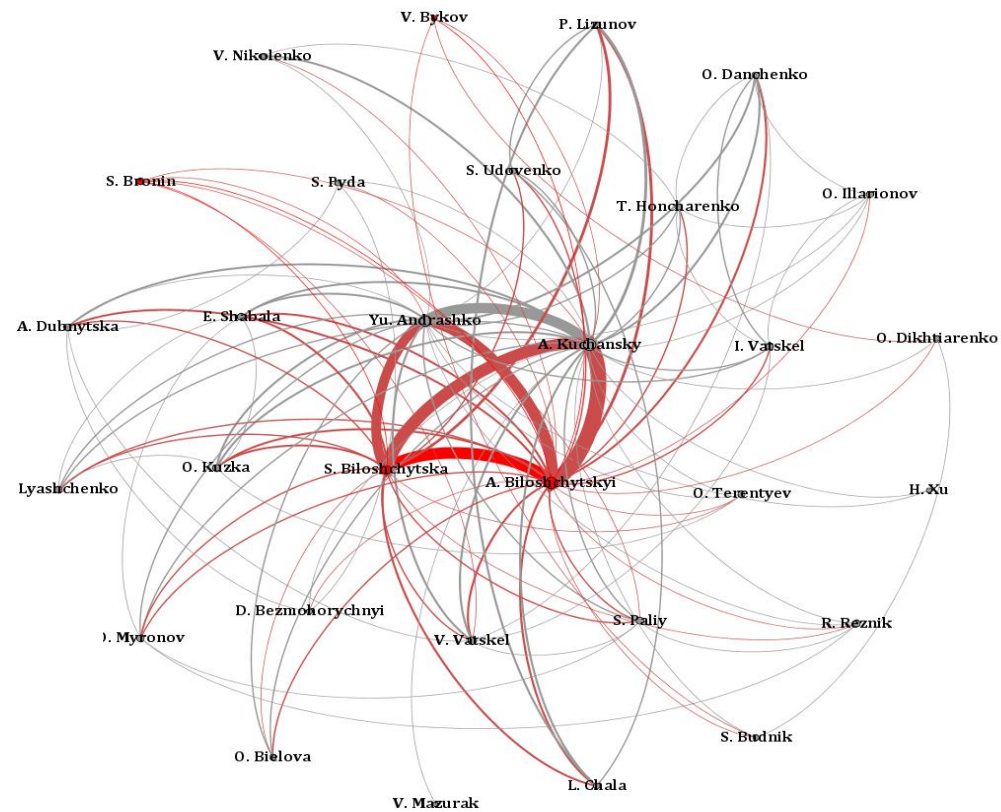 V. Bykov
P. Lizunov
V. Nikolenko
O. Danchenko
S. Udovenko
S. Bronin
S. Pyda
O. Illarionov
T. Honcharenko
E. Shabala
Yu. Andrashko
A. Dubnytska
O. Dikhtiarenko
A. Kuchansky
I. Vatskel
O. Kuzka
S. Biloshchytska
A. Biloshchytskyi
Lyashchenko
O. Terentyev
H. Xu
D. Bezmohorychnyi
S. Paliy
R. Reznik
). Myronov
V. Vatskel
S. Budnik
O. Bielova
L. Chala
V. Mazurak